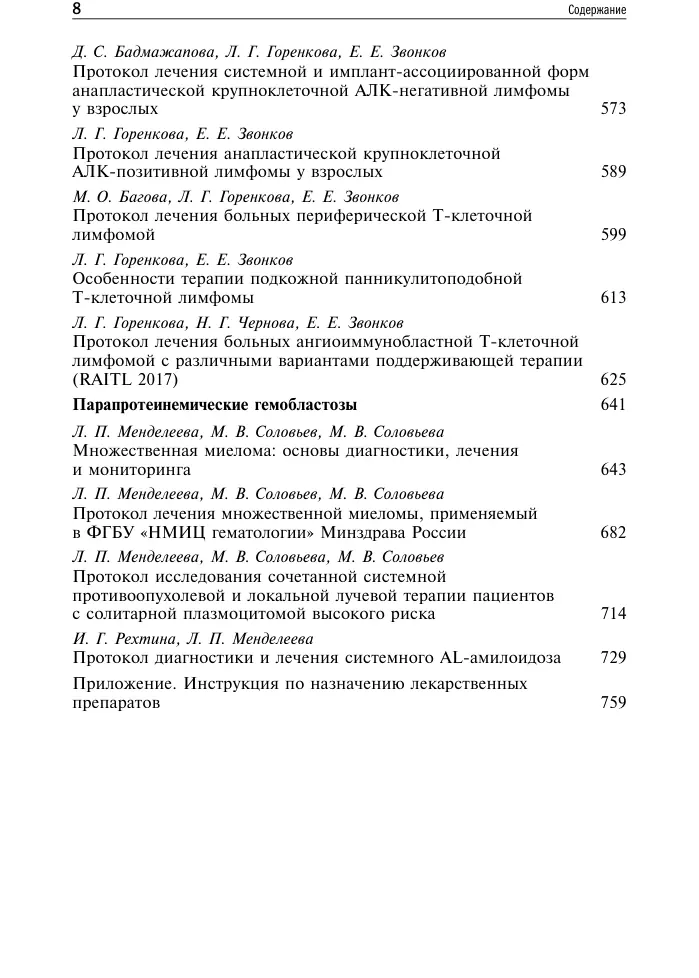 8
Содержание
Д. С. Бадмажапова, Л. Г. Горенкова, Е. Е. Звонков
Протокол лечения системной и имплант-ассоциированной форм
анапластической крупноклеточной АЛК-негативной лимфомы
у взрослых 573
Л. Г. Горенкова, Е. Е. Звонков
Протокол лечения анапластической крупноклеточной
АЛК-позитивной лимфомы у взрослых 589
М. О. Багова, Л. Г. Горенкова, Е. Е. Звонков
Протокол лечения больных периферической Т-клеточной
лимфомой 599
Л. Г. Горенкова, Е. Е. Звонков
Особенности терапии подкожной панникулитоподобной
Т-клеточной лимфомы 613
Л. Г. Горенкова, Н. Г. Чернова, Е. Е. Звонков
Протокол лечения больных ангиоиммунобластной Т-клеточной
лимфомой с различными вариантами поддерживающей терапии
(RAITL 2017) 625
Парапротеинемические гемобластозы 641
Л. П. Менделеева, М. В. Соловьев, М. В. Соловьева
Множественная миелома: основы диагностики, лечения
и мониторинга 643
Л. П. Менделеева, М. В. Соловьев, М. В. Соловьева
Протокол лечения множественной миеломы, применяемый
в ФГБУ «НМИЦ гематологии» Минздрава России 682
Л. П. Менделеева, М. В. Соловьева, М. В. Соловьев
Протокол исследования сочетанной системной
противоопухолевой и локальной лучевой терапии пациентов
с солитарной плазмоцитомой высокого риска 714
И. Г. Рехтина, Л. П. Менделеева
Протокол диагностики и лечения системного AL-амилоидоза 729
Приложение. Инструкция по назначению лекарственных
препаратов 759